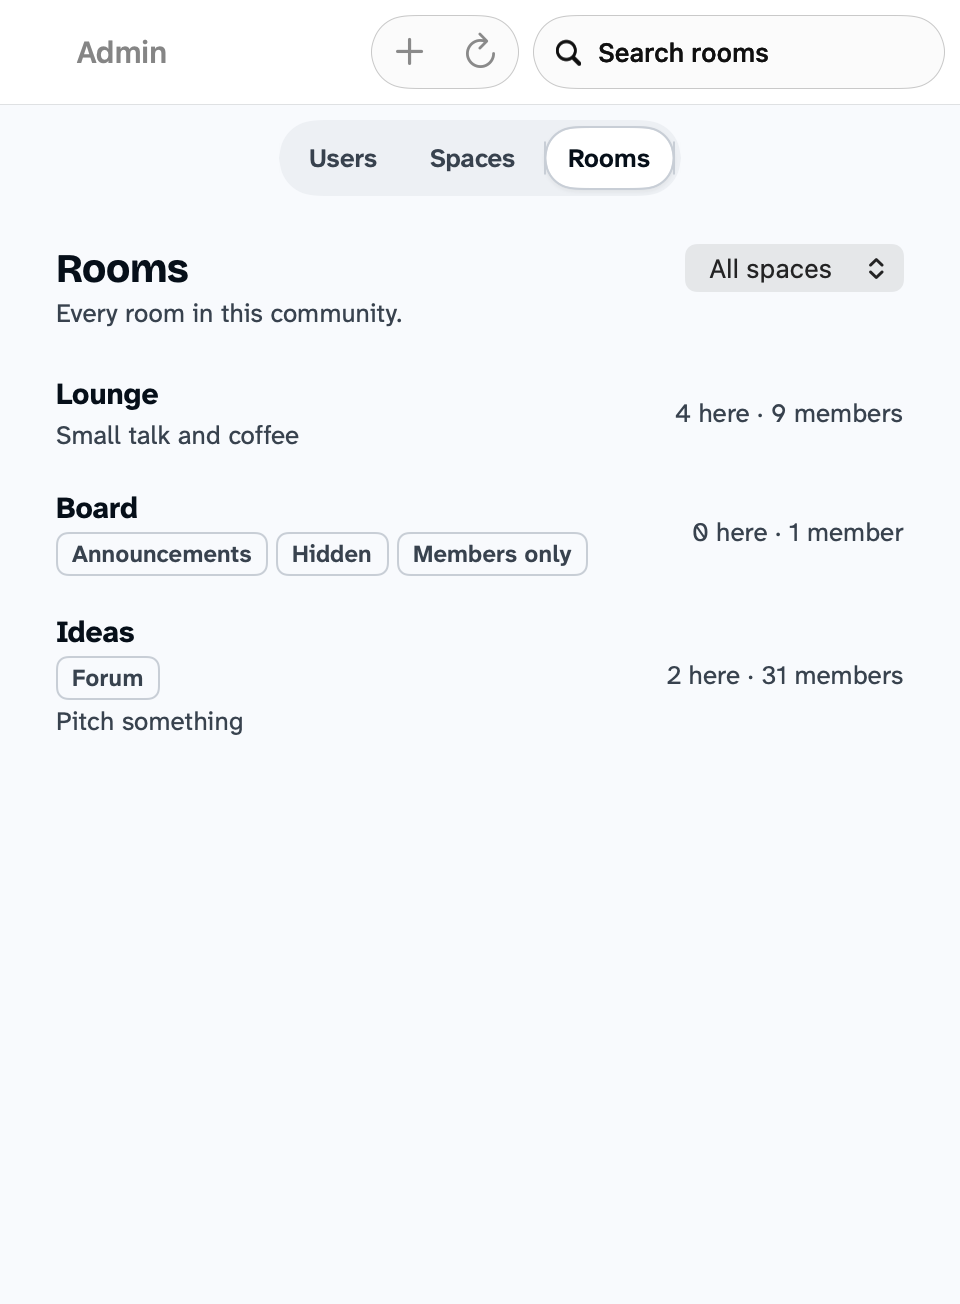 Admin
Search rooms
Users Spaces Rooms
Rooms
All spaces
Every room in this community.
Lounge
Small talk and coffee
4 here · 9 members
Board
Announcements Hidden Members only
0 here · 1 member
Ideas
Forum
Pitch something
2 here · 31 members